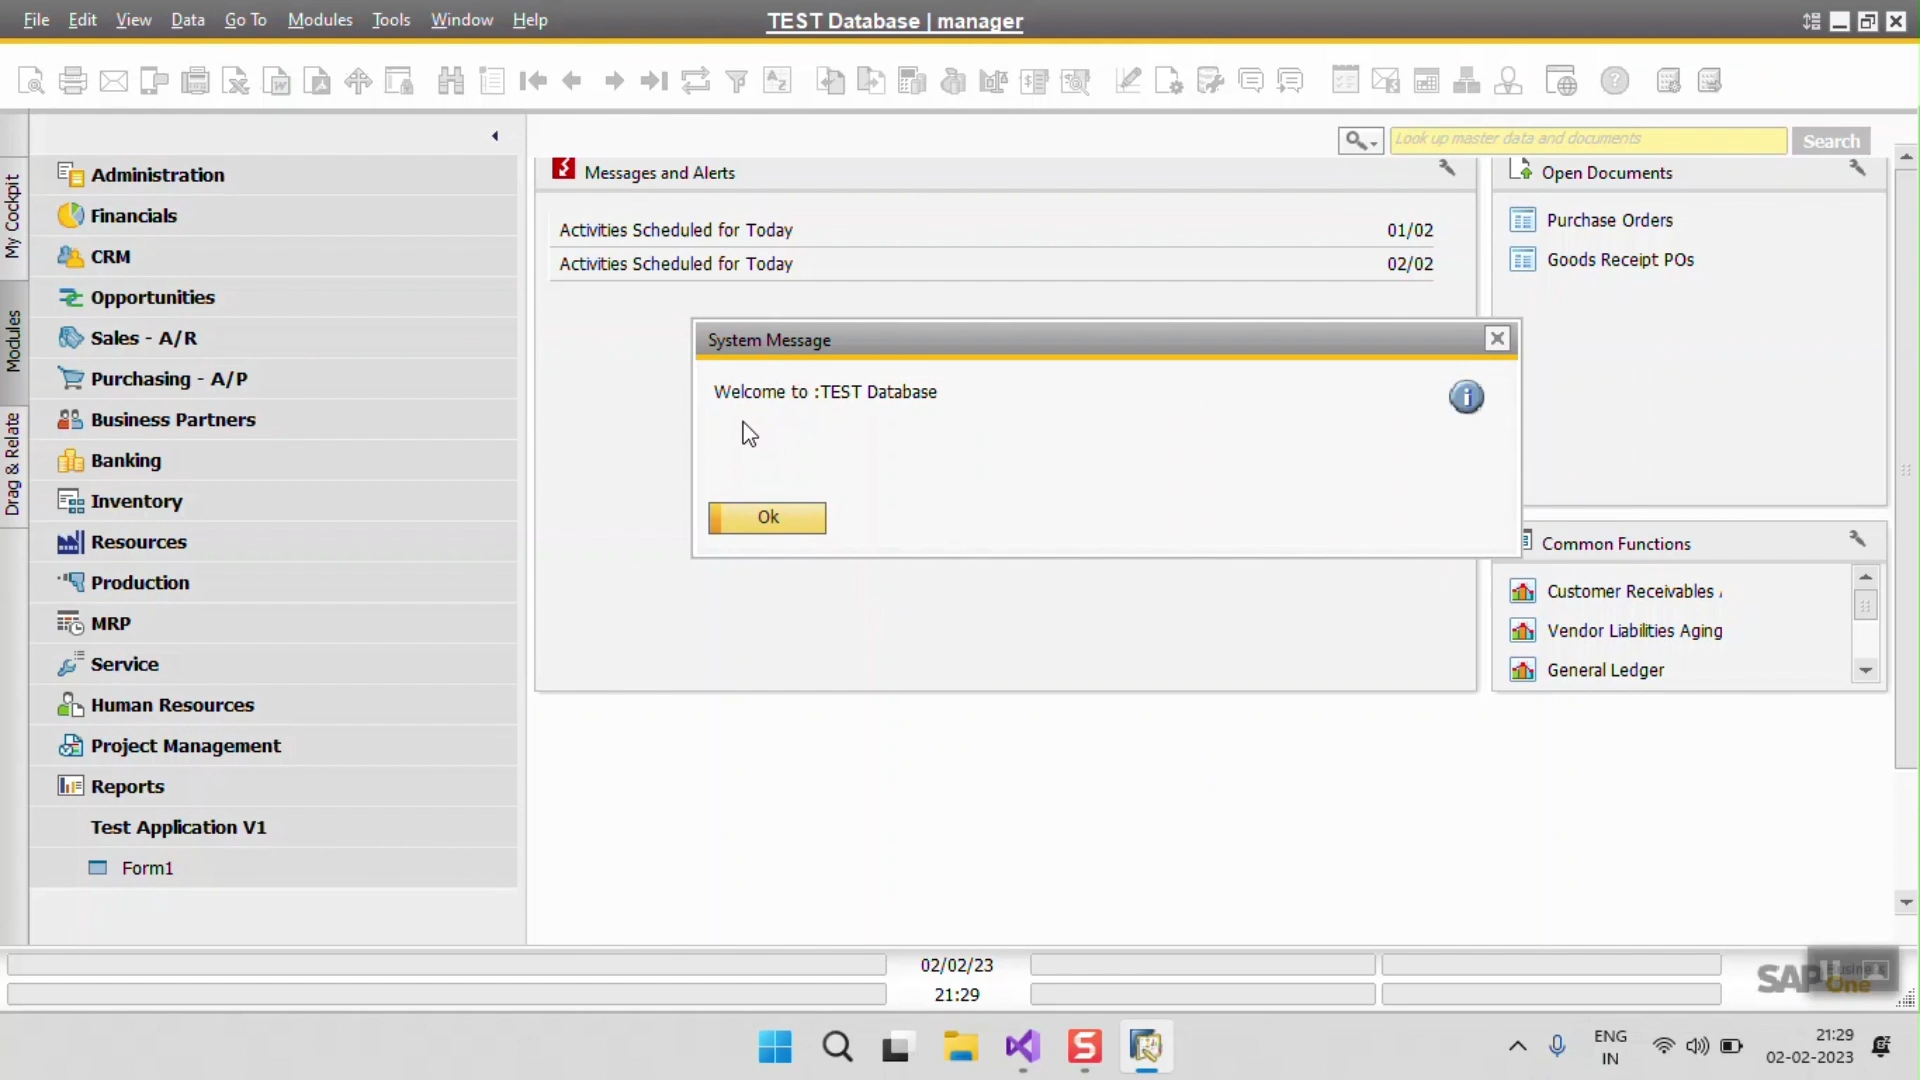 File Edit View Data Go To Modules Tools Window Help
TEST Database | manager
Look up master data and documents
Search
My Cockpit
Modules
Drag & Relate
Administration
Financials
CRM
Opportunities
Sales - A/R
Purchasing - A/P
Business Partners
Banking
Inventory
Resources
Production
MRP
Service
Human Resources
Project Management
Reports
Test Application V1
Form1
Messages and Alerts
Activities Scheduled for Today 01/02
Activities Scheduled for Today 02/02
System Message
Welcome to :TEST Database
Ok
Open Documents
Purchase Orders
Goods Receipt POs
Common Functions
Customer Receivables
Vendor Liabilities Aging
General Ledger
02/02/23
21:29
SAP
One
ENG
IN
21:29
02-02-2023